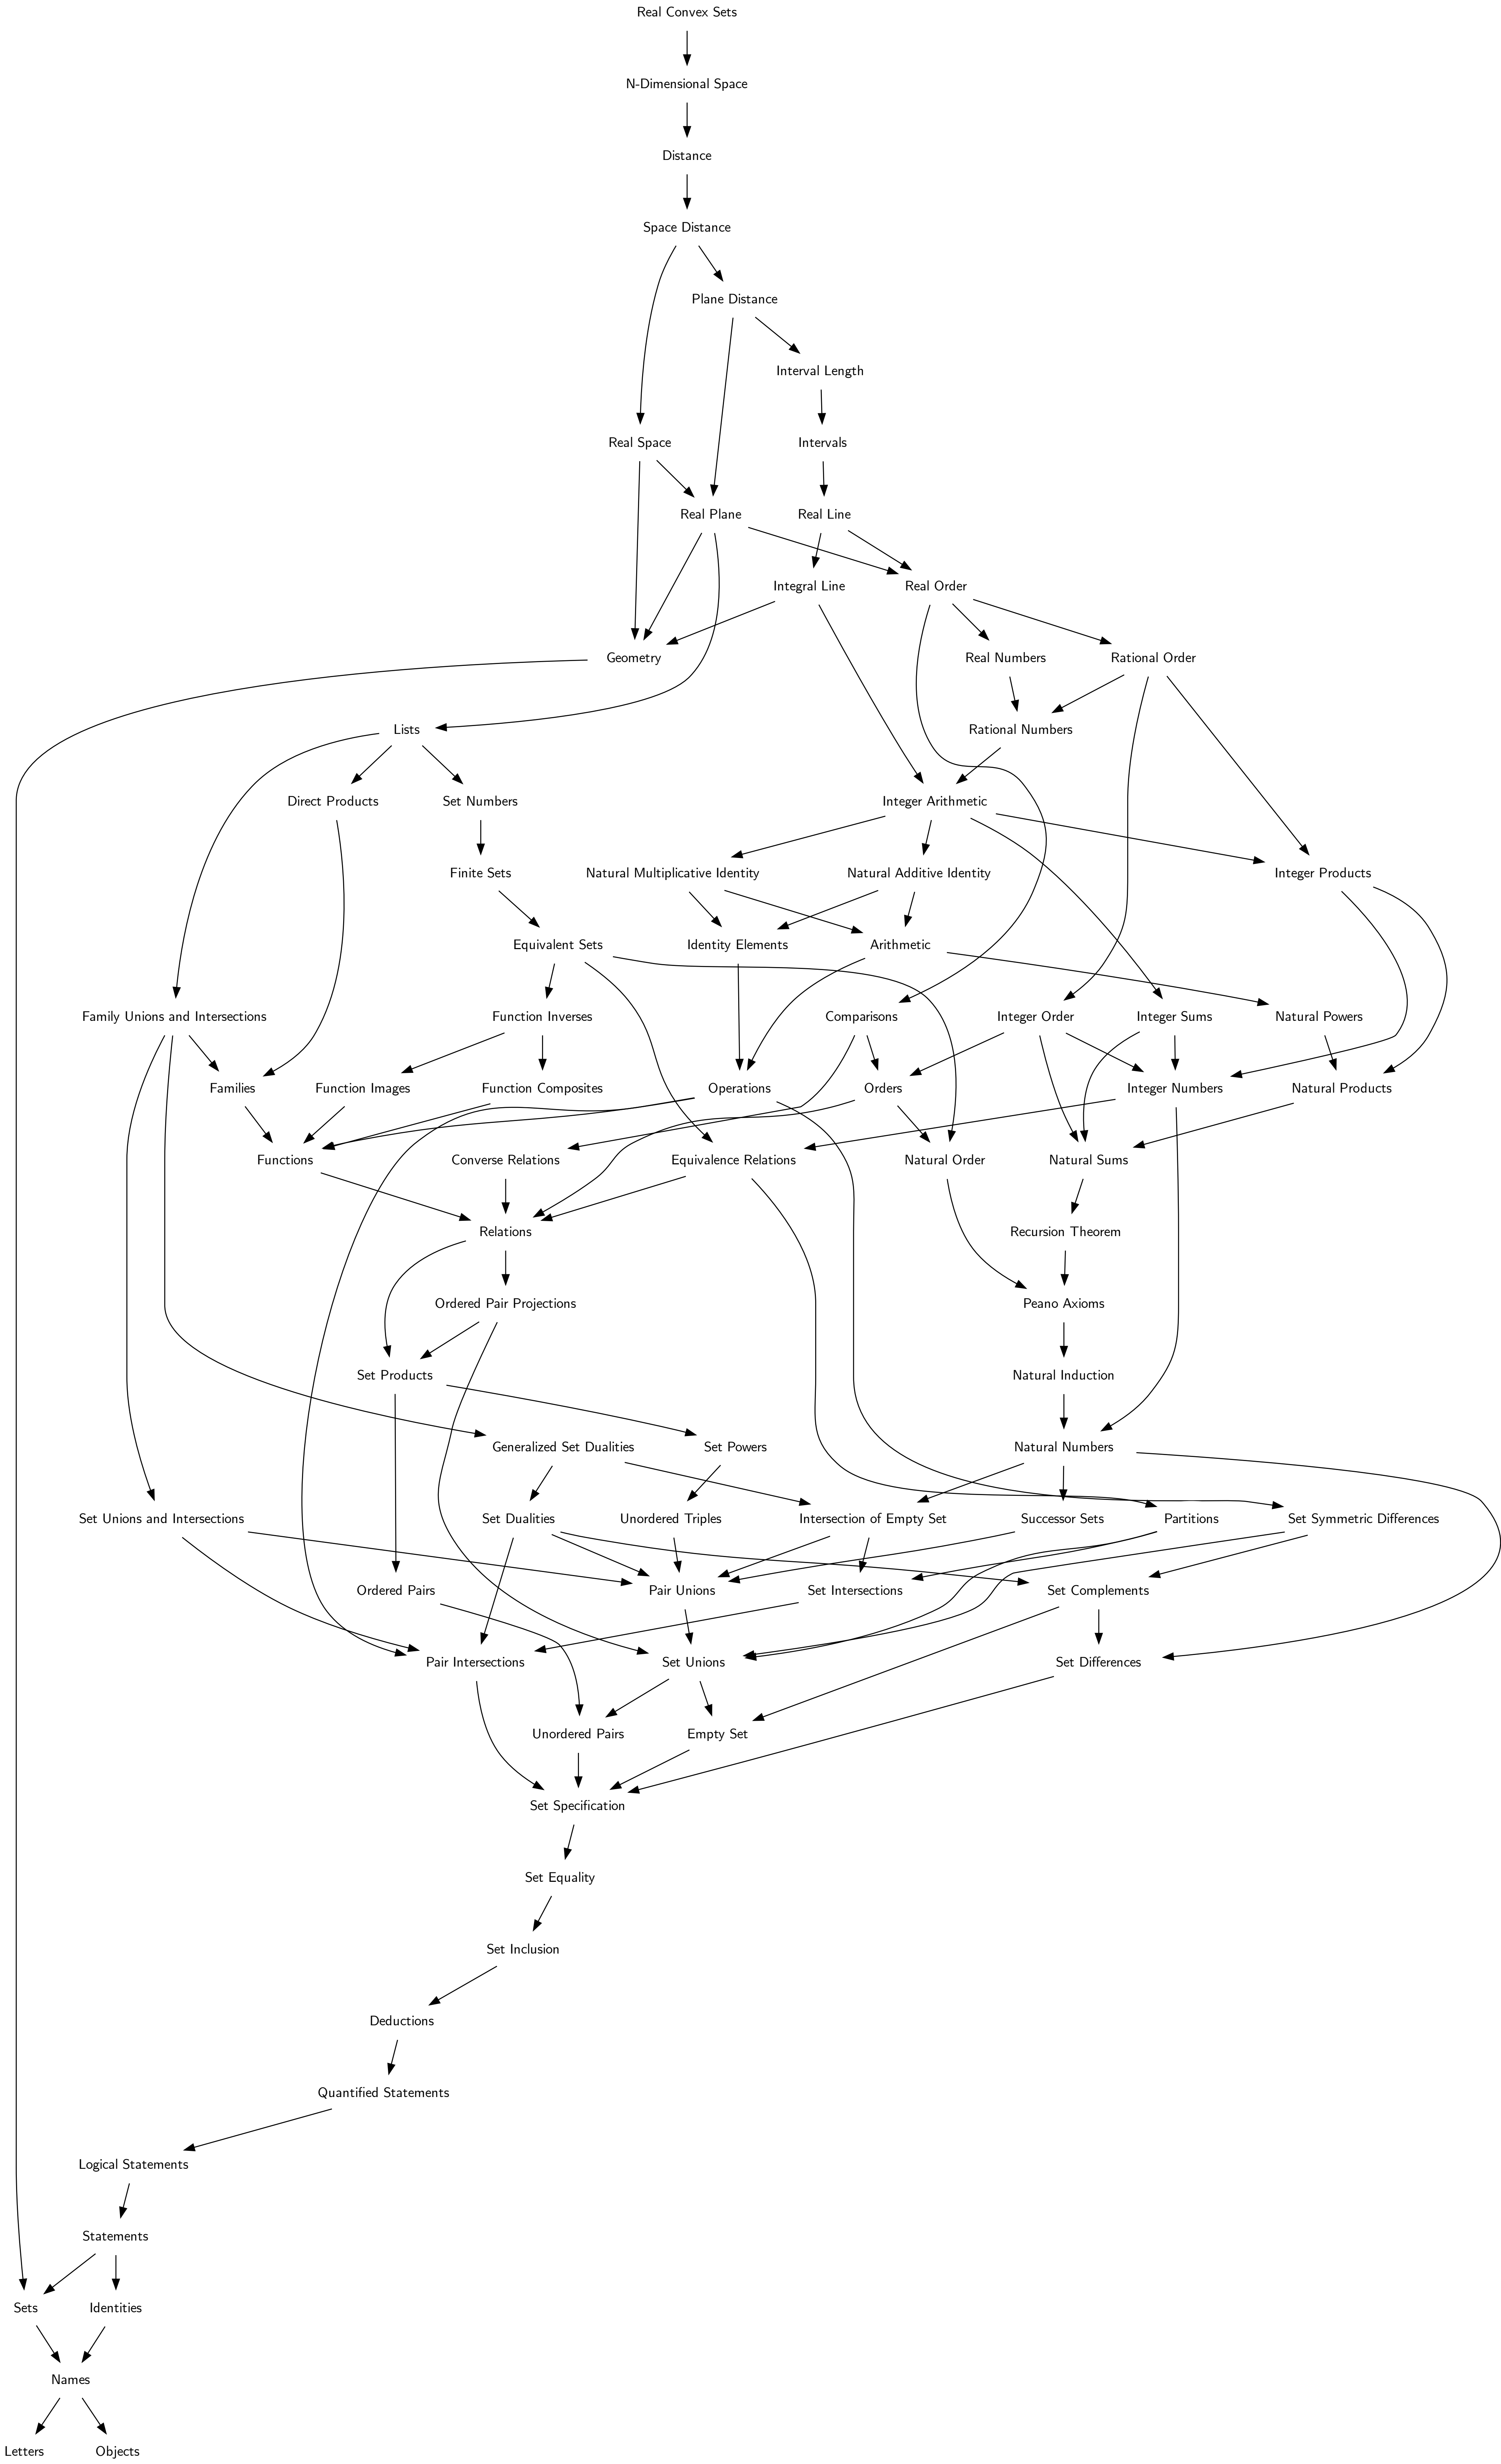 Real Convex Sets
N-Dimensional Space
Distance
Space Distance
Plane Distance
Interval Length
Real Space
Intervals
Real Plane
Real Line
Integral Line
Real Order
Geometry
Real Numbers
Rational Order
Lists
Rational Numbers
Direct Products
Set Numbers
Integer Arithmetic
Finite Sets
Natural Multiplicative Identity
Natural Additive Identity
Integer Products
Equivalent Sets
Identity Elements
Arithmetic
Family Unions and Intersections
Function Inverses
Comparisons
Integer Order
Integer Sums
Natural Powers
Families
Function Images
Function Composites
Operations
Orders
Integer Numbers
Natural Products
Functions
Converse Relations
Equivalence Relations
Natural Order
Natural Sums
Relations
Recursion Theorem
Ordered Pair Projections
Peano Axioms
Set Products
Natural Induction
Generalized Set Dualities
Set Powers
Natural Numbers
Set Unions and Intersections
Set Dualities
Unordered Triples
Intersection of Empty Set
Successor Sets
Partitions
Set Symmetric Differences
Ordered Pairs
Pair Unions
Set Intersections
Set Complements
Pair Intersections
Set Unions
Set Differences
Unordered Pairs
Empty Set
Set Specification
Set Equality
Set Inclusion
Deductions
Quantified Statements
Logical Statements
Statements
Sets
Identities
Names
Letters
Objects